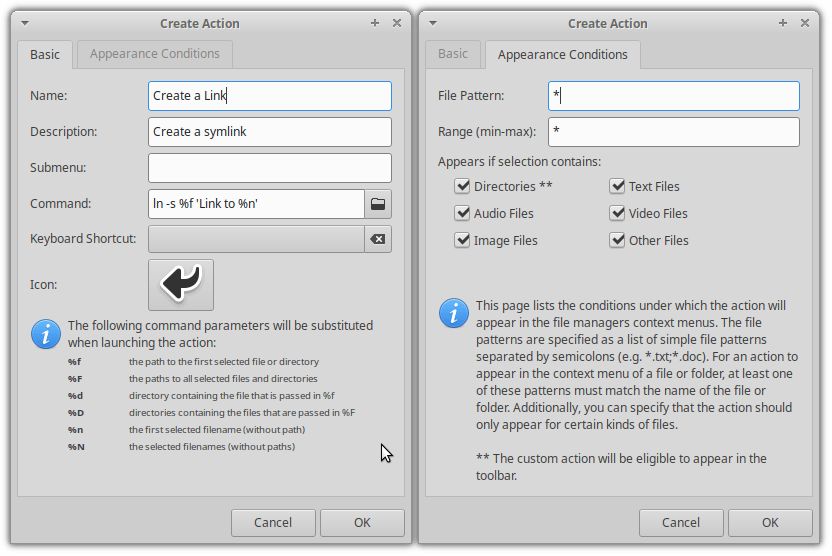 Create Action
Basic
Appearance Conditions
Name:
Create a Link
Description:
Create a symlink
Submenu:
Command:
ln -s %f 'Link to %n'
Keyboard Shortcut:
Icon:
The following command parameters will be substituted
when launching the action:
%f the path to the first selected file or directory
%F the paths to all selected files and directories
%d directory containing the file that is passed in %f
%D directories containing the files that are passed in %F
%n the first selected filename (without path)
%N the selected filenames (without paths)
Cancel
OK
Create Action
Basic
Appearance Conditions
File Pattern:
*
Range (min-max):
*
Appears if selection contains:
Directories **
Text Files
Audio Files
Video Files
Image Files
Other Files
This page lists the conditions under which the action will
appear in the file managers context menus. The file
patterns are specified as a list of simple file patterns
separated by semicolons (e.g. *.txt;*.doc). For an action to
appear in the context menu of a file or folder, at least one
of these patterns must match the name of the file or
folder. Additionally, you can specify that the action should
only appear for certain kinds of files.
** The custom action will be eligible to appear in the
toolbar.
Cancel
OK